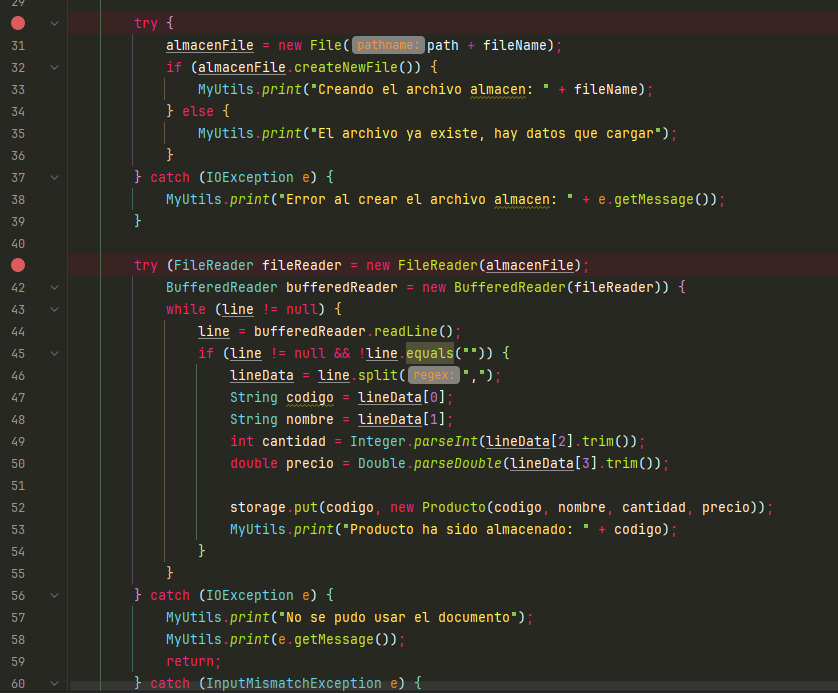 29
try {
31 almacenFile = new File( pathname: path + fileName);
32 if (almacenFile.createNewFile()) {
33 MyUtils.print("Creando el archivo almacen: " + fileName);
34 } else {
35 MyUtils.print("El archivo ya existe, hay datos que cargar");
36 }
37 } catch (IOException e) {
38 MyUtils.print("Error al crear el archivo almacen: " + e.getMessage());
39 }
40
try (FileReader fileReader = new FileReader(almacenFile);
42 BufferedReader bufferedReader = new BufferedReader(fileReader)) {
43 while (line != null) {
44 line = bufferedReader.readLine();
45 if (line != null && !line.equals("")) {
46 lineData = line.split( regex: ",");
47 String codigo = lineData[0];
48 String nombre = lineData[1];
49 int cantidad = Integer.parseInt(lineData[2].trim());
50 double precio = Double.parseDouble(lineData[3].trim());
51
52 storage.put(codigo, new Producto(codigo, nombre, cantidad, precio));
53 MyUtils.print("Producto ha sido almacenado: " + codigo);
54 }
55 }
56 } catch (IOException e) {
57 MyUtils.print("No se pudo usar el documento");
58 MyUtils.print(e.getMessage());
59 return;
60 } catch (InputMismatchException e) {